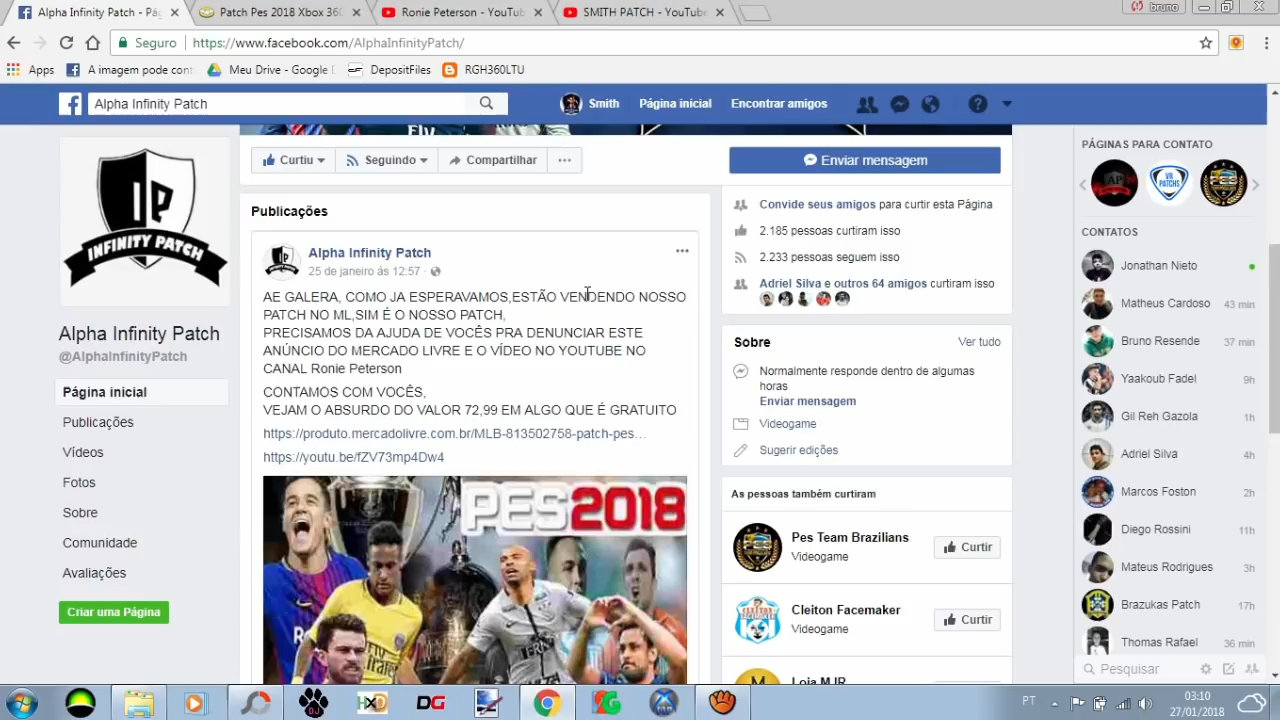 Alpha Infinity Patch - Pág
Patch Pes 2018 Xbox 360
Ronie Peterson - YouTu
SMITH PATCH - YouTube
bruno
Seguro
https://www.facebook.com/AlphaInfinityPatch/
Apps
A imagem pode cont
Meu Drive - Google D
DepositFiles
RGH360LTU
Alpha Infinity Patch
Smith
Página inicial
Encontrar amigos
Curtiu
Seguindo
Compartilhar
Enviar mensagem
IP
INFINITY PATCH
Alpha Infinity Patch
@AlphaInfinityPatch
Página inicial
Publicações
Vídeos
Fotos
Sobre
Comunidade
Avaliações
Criar uma Página
Publicações
Alpha Infinity Patch
25 de janeiro às 12:57
AE GALERA, COMO JA ESPERAVAMOS,ESTÃO VENDENDO NOSSO
PATCH NO ML,SIM É O NOSSO PATCH,
PRECISAMOS DA AJUDA DE VOCÊS PRA DENUNCIAR ESTE
ANÚNCIO DO MERCADO LIVRE E O VÍDEO NO YOUTUBE NO
CANAL Ronie Peterson
CONTAMOS COM VOCÊS,
VEJAM O ABSURDO DO VALOR 72,99 EM ALGO QUE É GRATUITO
https://produto.mercadolivre.com.br/MLB-813502758-patch-pes…
https://youtu.be/fZV73mp4Dw4
PES2018
Convide seus amigos para curtir esta Página
2.185 pessoas curtiram isso
2.233 pessoas seguem isso
Adriel Silva e outros 64 amigos curtiram isso
Sobre
Ver tudo
Normalmente responde dentro de algumas
horas
Enviar mensagem
Videogame
Sugerir edições
As pessoas também curtiram
Pes Team Brazilians
Videogame
Curtir
Cleiton Facemaker
Videogame
Curtir
Loja MJR
PÁGINAS PARA CONTATO
AP
VR
PATCHS
PES
CONTATOS
Jonathan Nieto
Matheus Cardoso
43 min
Bruno Resende
37 min
Yaakoub Fadel
9h
Gil Reh Gazola
1h
Adriel Silva
4h
Marcos Foston
2h
Diego Rossini
11h
Mateus Rodrigues
3h
Brazukas Patch
17h
Thomas Rafael
36 min
Pesquisar
DJ
HxD
DG
PT
03:10
27/01/2018